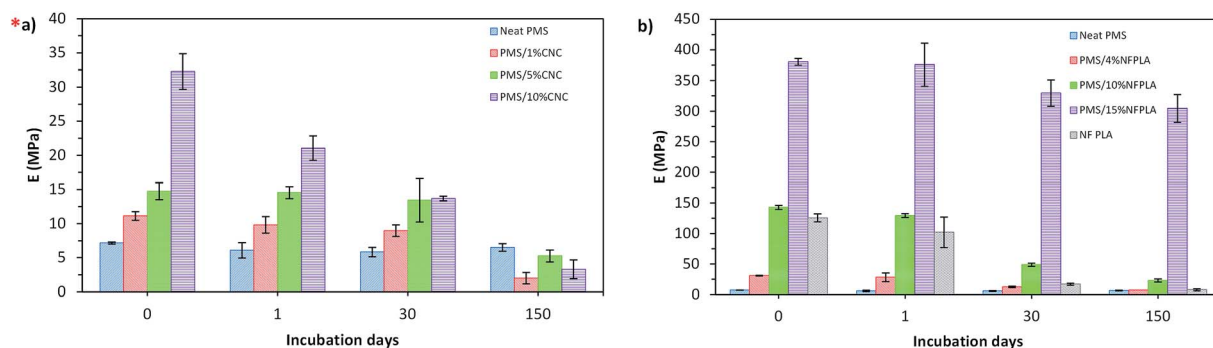 *a)
40
35
30
25
20
15
10
5
0
E (MPa)
Neat PMS
PMS/1%CNC
PMS/5%CNC
PMS/10%CNC
0 1 30 150
Incubation days
b)
450
400
350
300
250
200
150
100
50
0
E (MPa)
Neat PMS
PMS/4%NFPLA
PMS/10%NFPLA
PMS/15%NFPLA
NF PLA
0 1 30 150
Incubation days